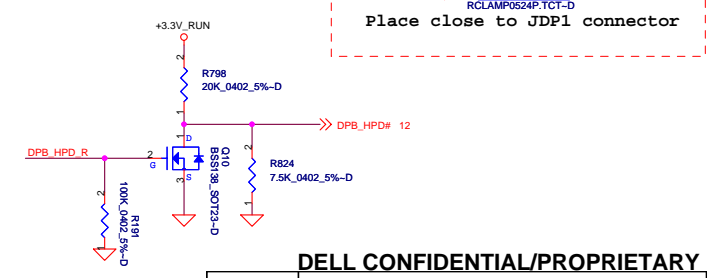 RCLAMP0524P.TCT~D
Place close to JDP1 connector
+3.3V_RUN
2
R798
20K_0402_5%~D
1
DPB_HPD# 12
1
D
DPB_HPD_R
2
G
Q10
BSS138_SOT23~D
3
S
2
R824
7.5K_0402_5%~D
1
2
R191
100K_0402_5%~D
1
DELL CONFIDENTIAL/PROPRIETARY